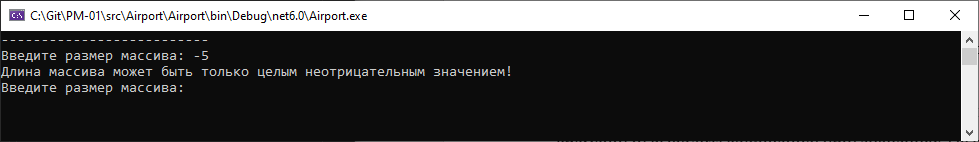 C:\Git\PM-01\src\Airport\Airport\bin\Debug\net6.0\Airport.exe
--------------------------
Введите размер массива: -5
Длина массива может быть только целым неотрицательным значением!
Введите размер массива: